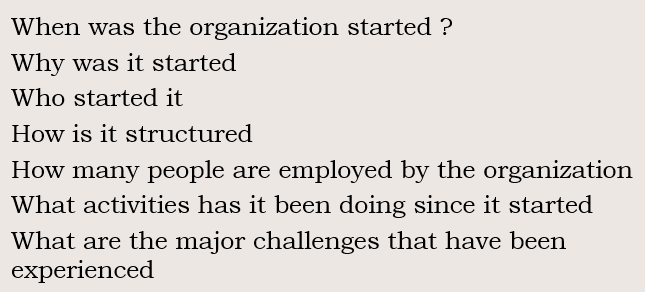 When was the organization started ?
Why was it started
Who started it
How is it structured
How many people are employed by the organization
What activities has it been doing since it started
What are the major challenges that have been
experienced